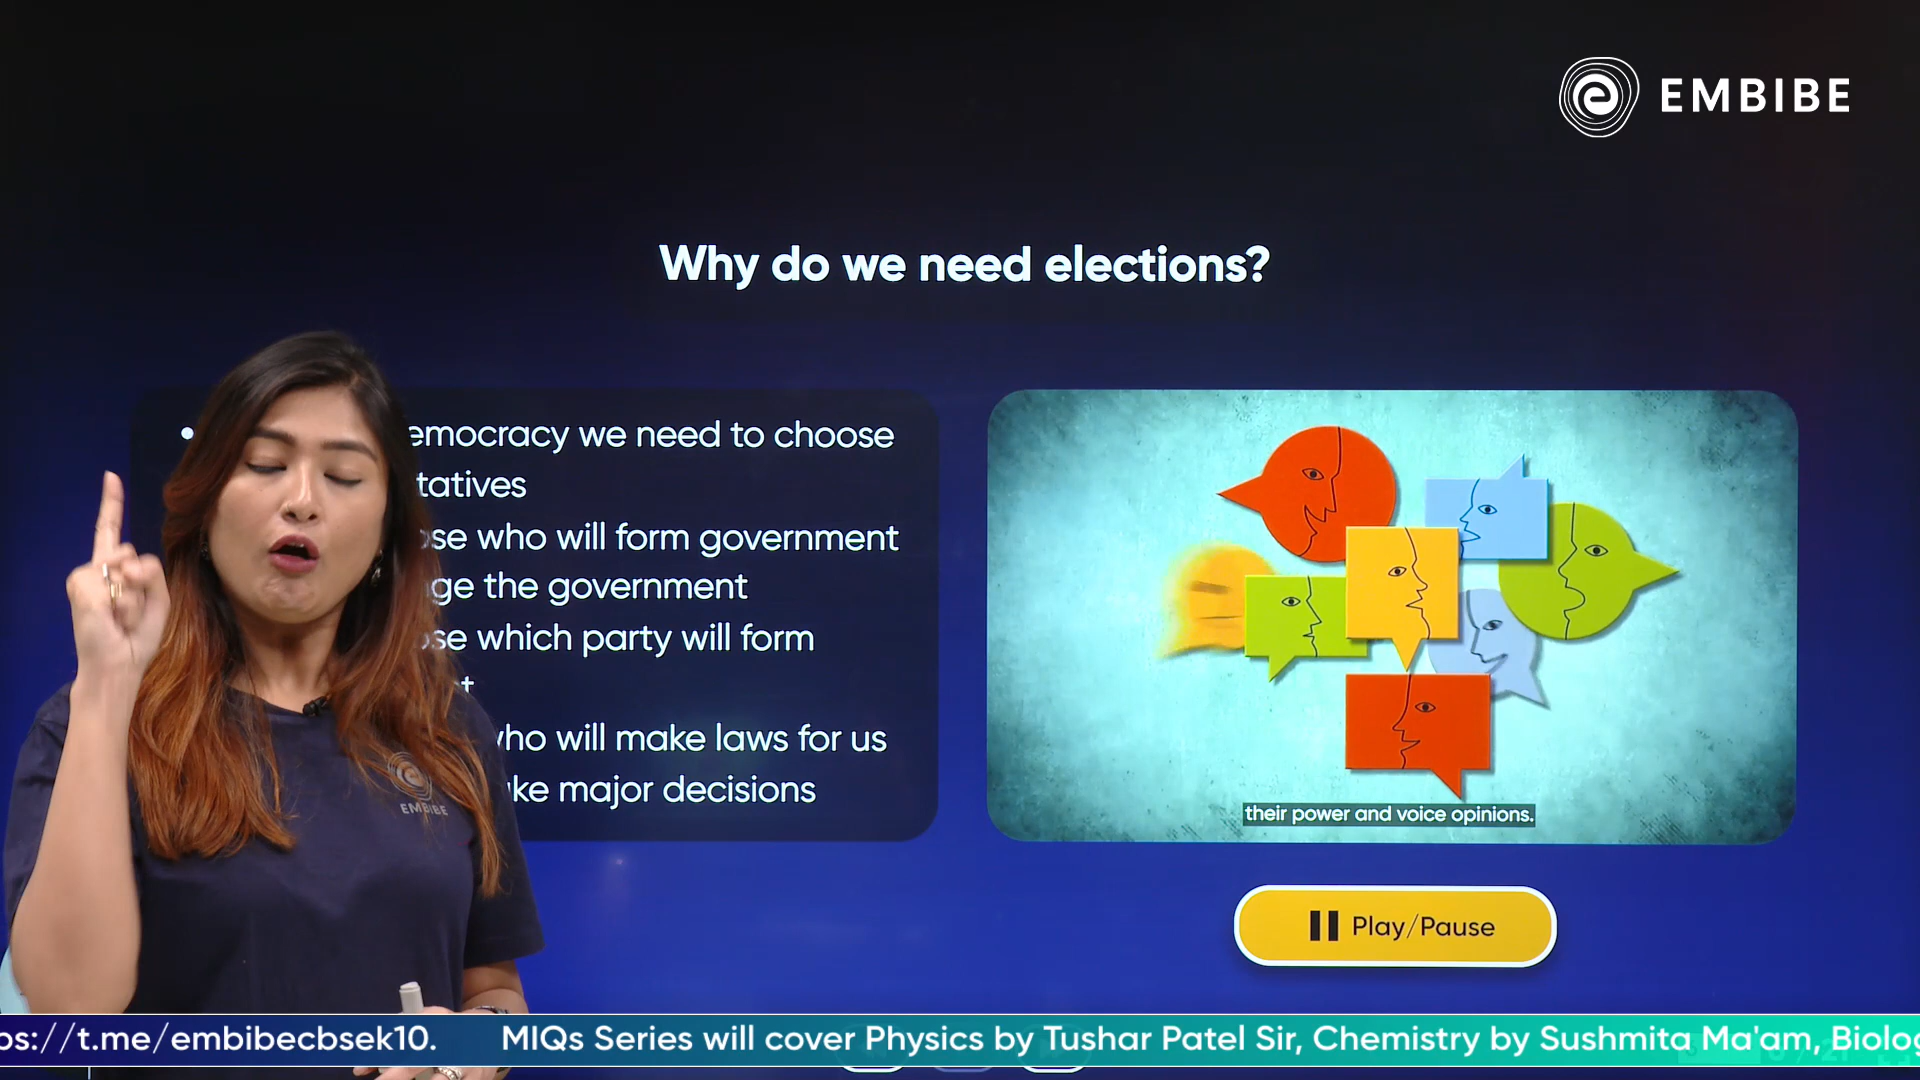 EMBIBE
Why do we need elections?
emocracy we need to choose
tatives
se who will form government
ge the government
se which party will form
t
ho will make laws for us
ke major decisions
their power and voice opinions.
Play/Pause
EMBIBE
ps://t.me/embibecbsek10. MIQs Series will cover Physics by Tushar Patel Sir, Chemistry by Sushmita Ma'am, Biolog